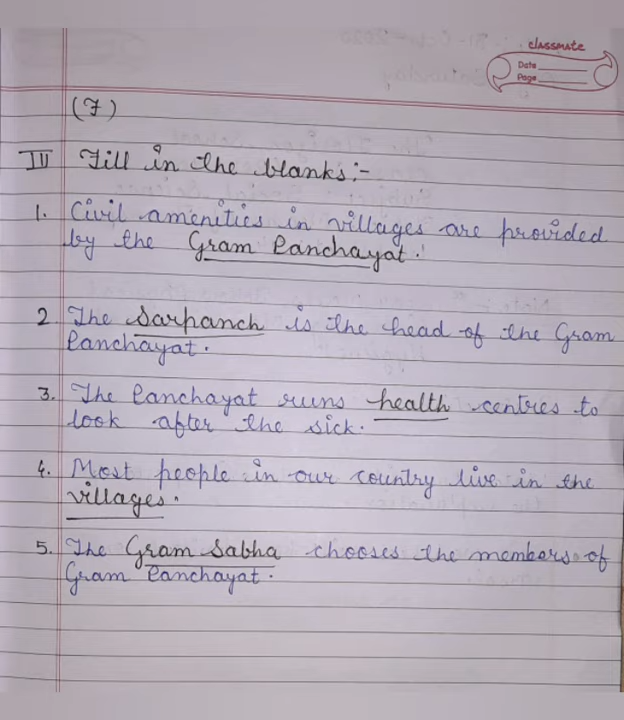 classmate
Date
Page
(7)
III Fill in the blanks:-
1. Civil amenities in villages are provided
by the Gram Panchayat.
2. The Sarpanch is the head of the Gram
Panchayat.
3. The Panchayat runs health centres to
look after the sick.
4. Most people in our country live in the
villages.
5. The Gram Sabha chooses the members of
Gram Panchayat.